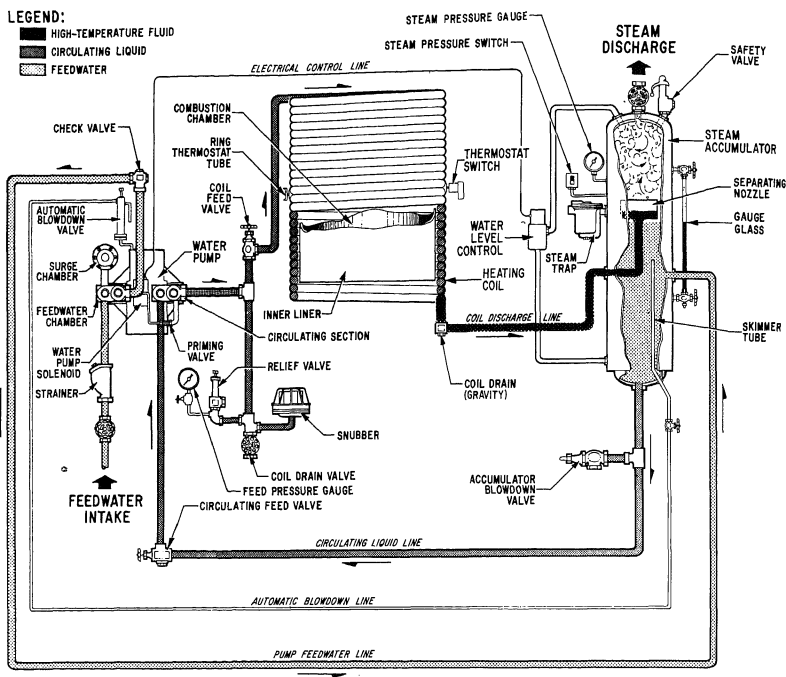 LEGEND:
HIGH-TEMPERATURE FLUID
CIRCULATING LIQUID
FEEDWATER
STEAM PRESSURE GAUGE
STEAM PRESSURE SWITCH
STEAM
DISCHARGE
SAFETY
VALVE
ELECTRICAL CONTROL LINE
COMBUSTION
CHAMBER
CHECK VALVE
RING
THERMOSTAT
TUBE
THERMOSTAT
SWITCH
STEAM
ACCUMULATOR
COIL
FEED
VALVE
SEPARATING
NOZZLE
AUTOMATIC
BLOWDOWN
VALVE
WATER
LEVEL
CONTROL
GAUGE
GLASS
WATER
PUMP
STEAM
TRAP
SURGE
CHAMBER
HEATING
COIL
FEEDWATER
CHAMBER
INNER LINER
COIL DISCHARGE LINE
SKIMMER
TUBE
CIRCULATING SECTION
WATER
PUMP
SOLENOID
PRIMING
VALVE
STRAINER
RELIEF VALVE
COIL DRAIN
(GRAVITY)
SNUBBER
COIL DRAIN VALVE
FEED PRESSURE GAUGE
ACCUMULATOR
BLOWDOWN
VALVE
FEEDWATER
INTAKE
CIRCULATING FEED VALVE
CIRCULATING LIQUID LINE
AUTOMATIC BLOWDOWN LINE
PUMP FEEDWATER LINE